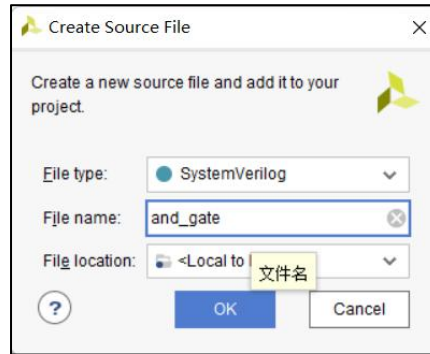 Create Source File
Create a new source file and add it to your
project.
File type: SystemVerilog
File name: and_gate
File location: <Local to
文件名
? OK Cancel